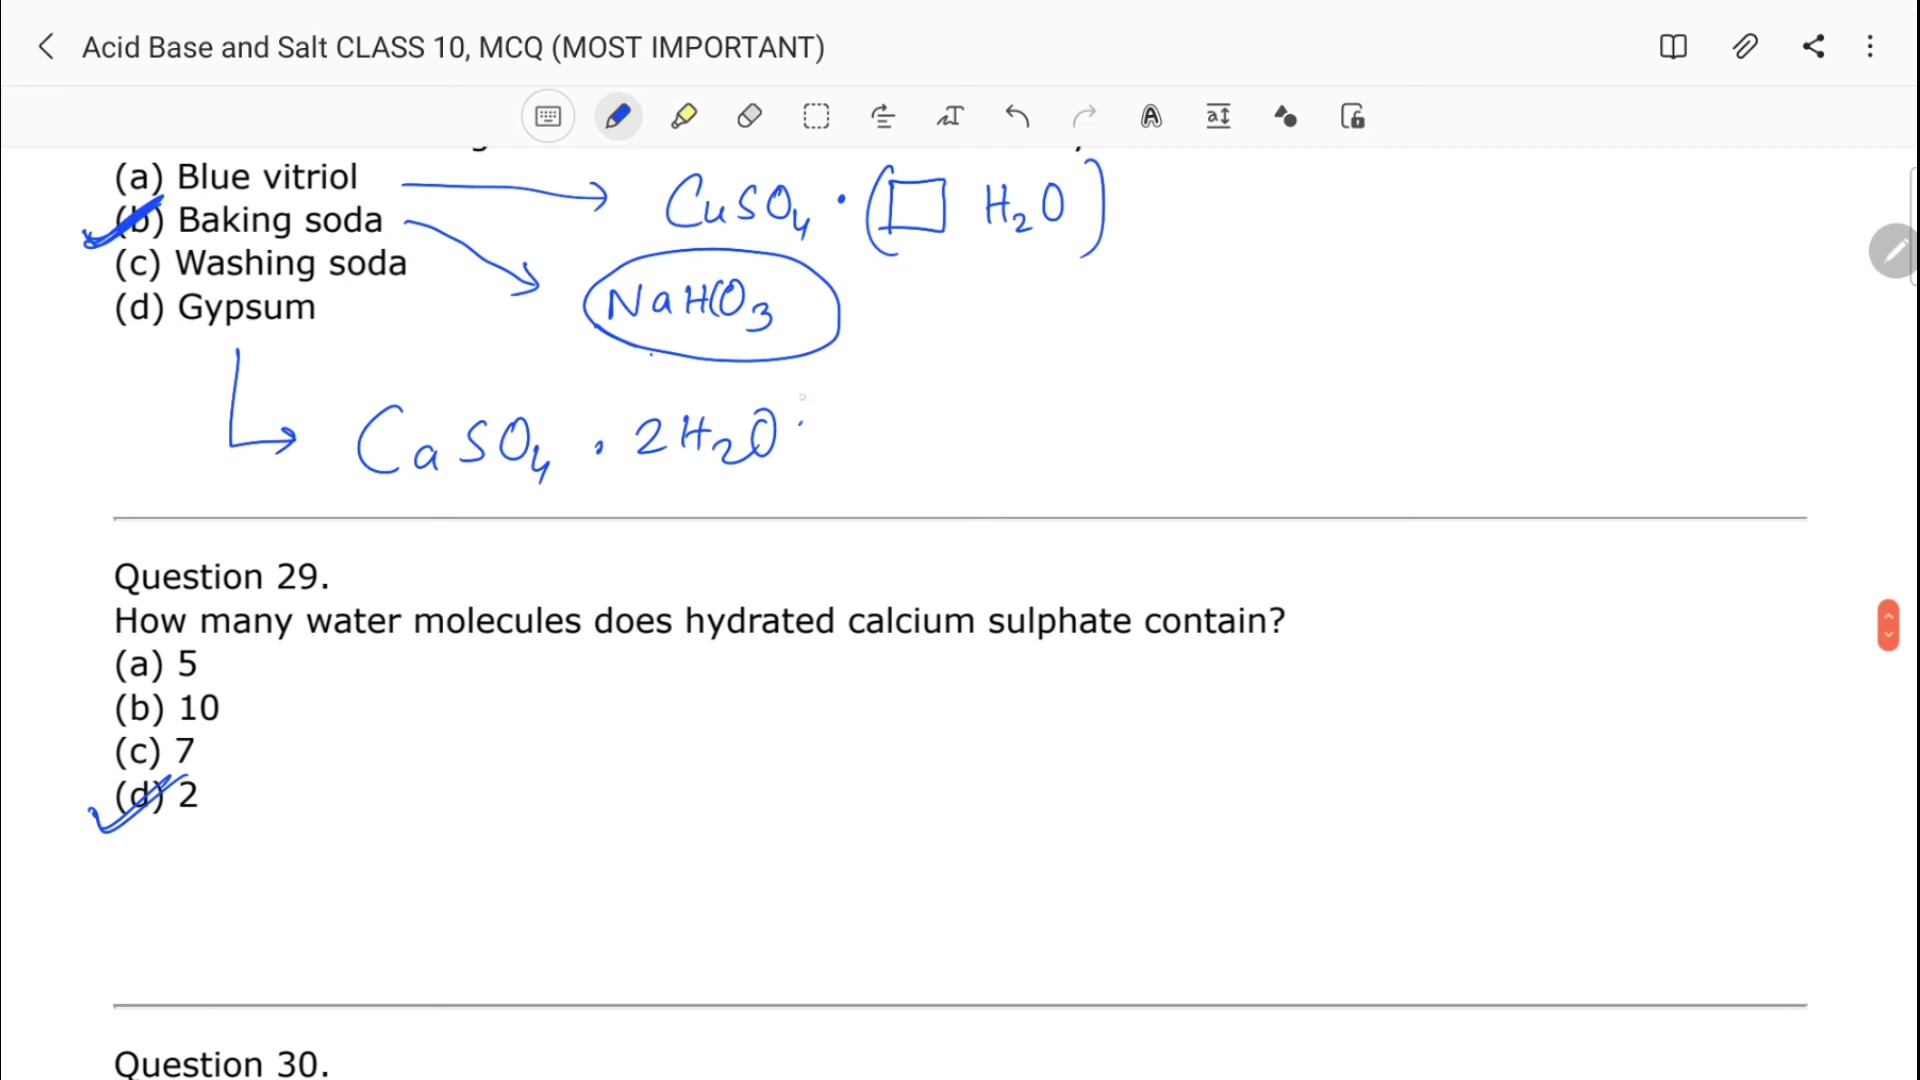 Acid Base and Salt CLASS 10, MCQ (MOST IMPORTANT)
(a) Blue vitriol
CuSO4 · (□ H2O)
(b) Baking soda
(c) Washing soda
NaHCO3
(d) Gypsum
CaSO4 . 2H2O
Question 29.
How many water molecules does hydrated calcium sulphate contain?
(a) 5
(b) 10
(c) 7
(d) 2
Question 30.